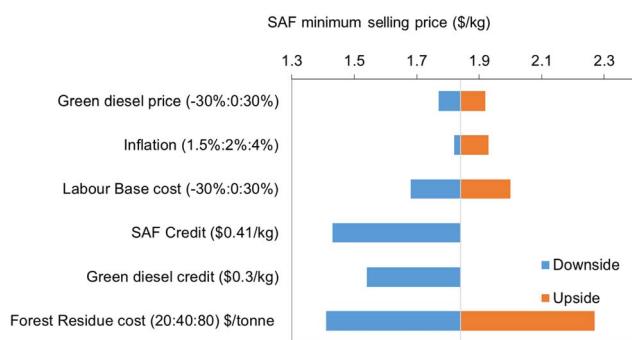 SAF minimum selling price ($/kg)
1.3 1.5 1.7 1.9 2.1 2.3
Green diesel price (-30%:0:30%)
Inflation (1.5%:2%:4%)
Labour Base cost (-30%:0:30%)
SAF Credit ($0.41/kg)
Green diesel credit ($0.3/kg)
Forest Residue cost (20:40:80) $/tonne
Downside
Upside